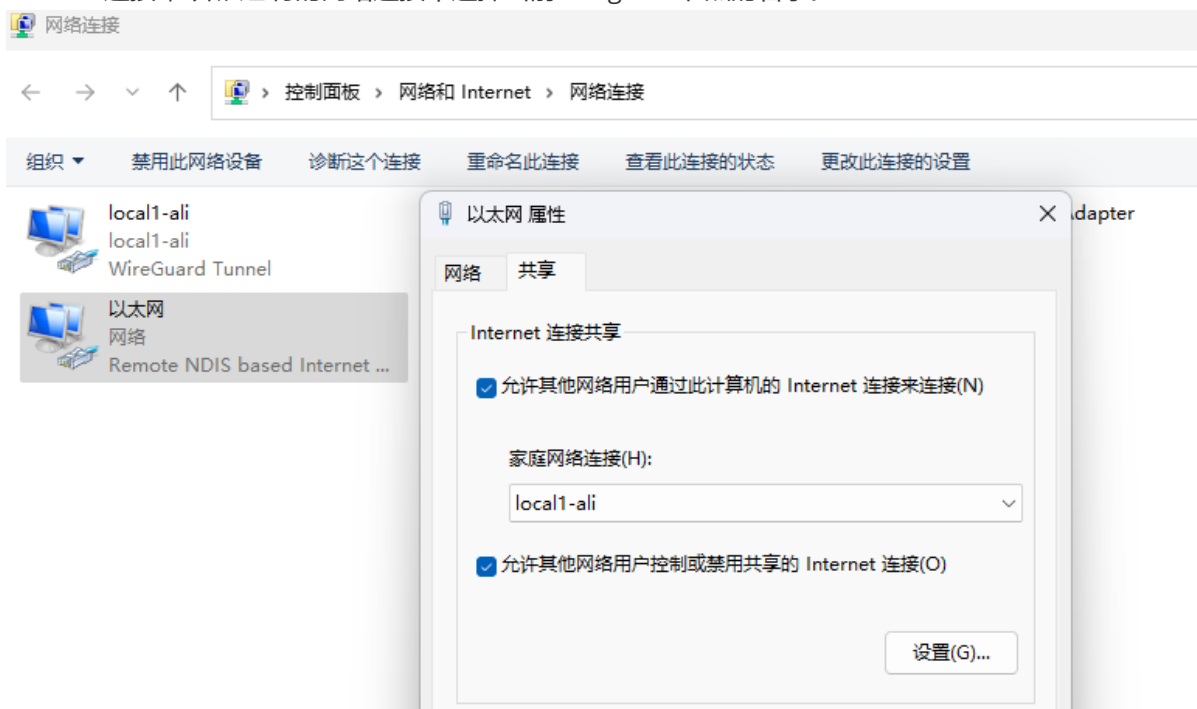 网络连接
控制面板 › 网络和 Internet › 网络连接
组织 禁用此网络设备 诊断这个连接 重命名此连接 查看此连接的状态 更改此连接的设置
local1-ali
local1-ali
WireGuard Tunnel
以太网
网络
Remote NDIS based Internet ...
以太网 属性
网络 共享
Internet 连接共享
允许其他网络用户通过此计算机的 Internet 连接来连接(N)
家庭网络连接(H):
local1-ali
允许其他网络用户控制或禁用共享的 Internet 连接(O)
设置(G)...
dapter